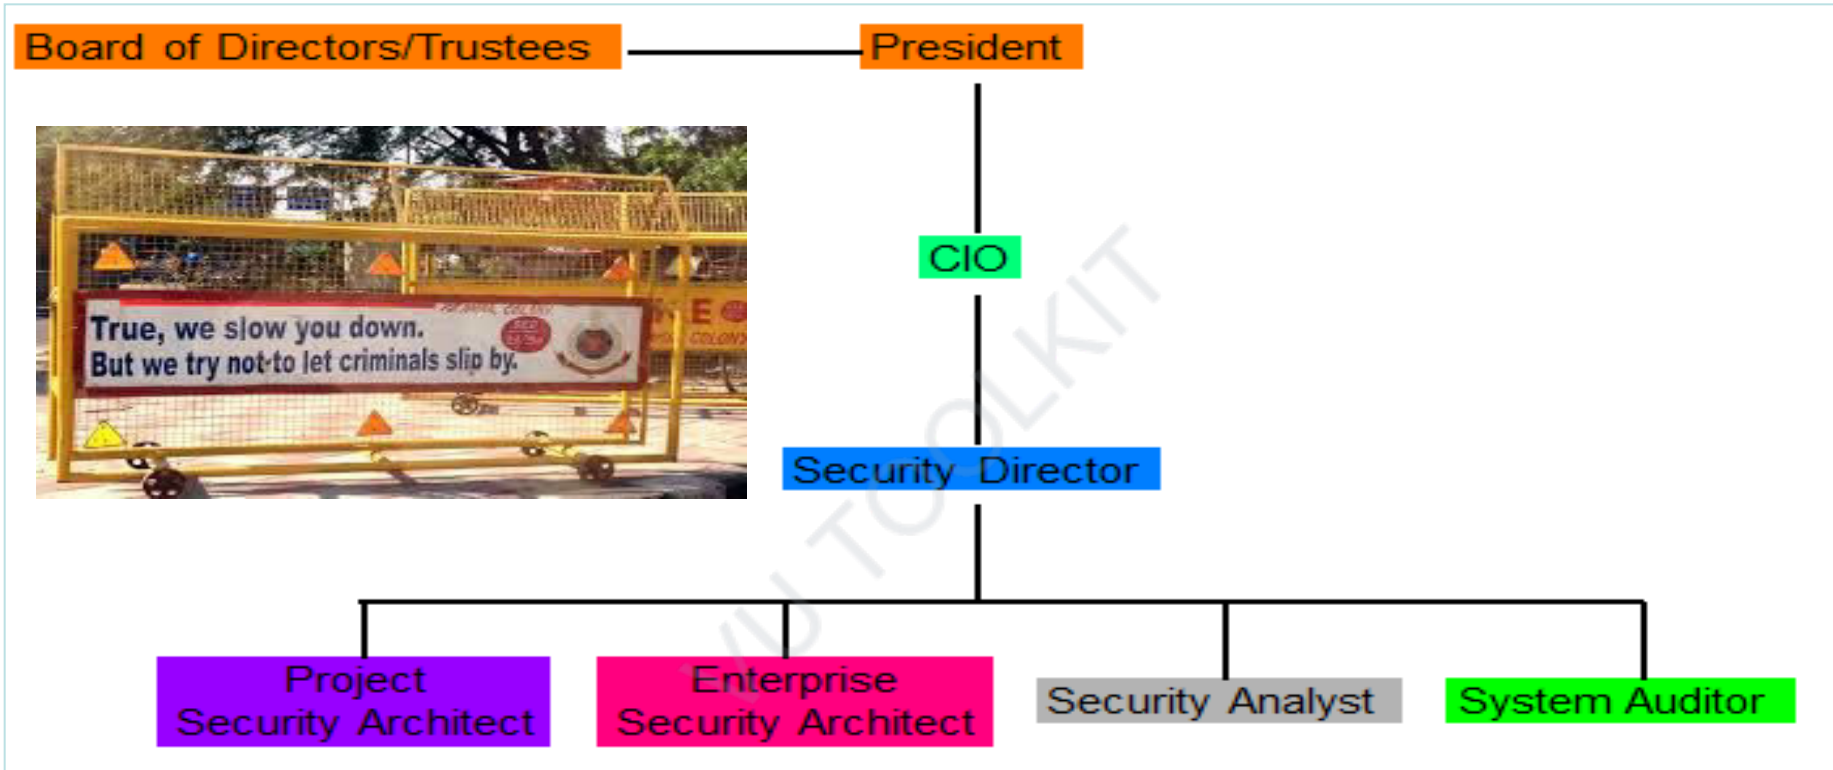 Board of Directors/Trustees
President
True, we slow you down.
But we try not to let criminals slip by.
E
COLONY
CIO
Security Director
Project
Security Architect
Enterprise
Security Architect
Security Analyst
System Auditor
VU TOOLKIT